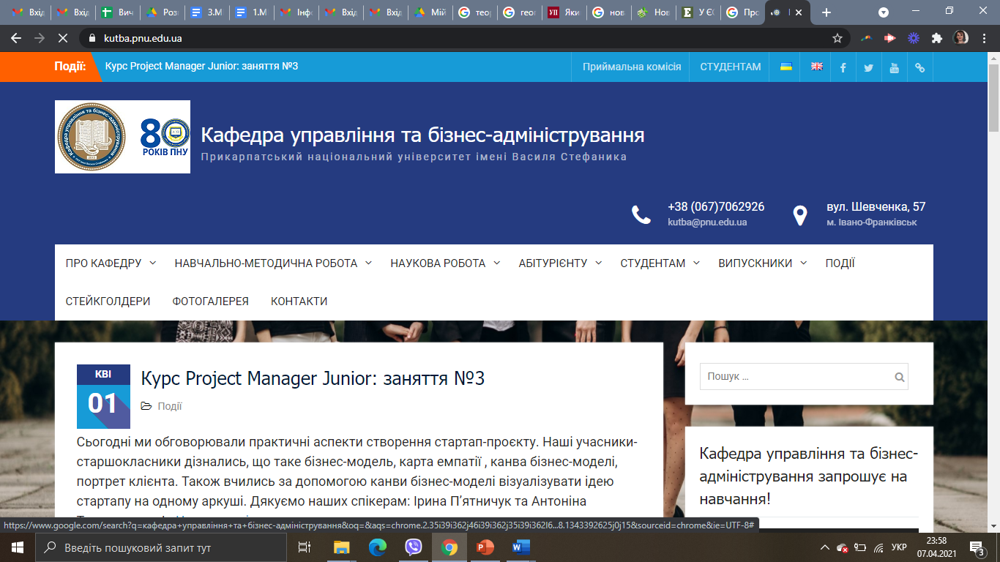 Вхід
Вхід
Вич
Роз
3.М
1.М
Інфо
Вхід
Вхід
Мій
теор
геог
Яки
нов
Нов
У ЄС
Про
kutba.pnu.edu.ua
Події:
Курс Project Manager Junior: заняття №3
Приймальна комісія
СТУДЕНТАМ
Кафедра управління та бізнес-адміністрування
80
РОКІВ ПНУ
Кафедра управління та бізнес-адміністрування
Прикарпатський національний університет імені Василя Стефаника
+38 (067)7062926
kutba@pnu.edu.ua
вул. Шевченка, 57
м. Івано-Франківськ
ПРО КАФЕДРУ
НАВЧАЛЬНО-МЕТОДИЧНА РОБОТА
НАУКОВА РОБОТА
АБІТУРІЄНТУ
СТУДЕНТАМ
ВИПУСКНИКИ
ПОДІЇ
СТЕЙКГОЛДЕРИ
ФОТОГАЛЕРЕЯ
КОНТАКТИ
КВІ
01
Курс Project Manager Junior: заняття №3
Події
Сьогодні ми обговорювали практичні аспекти створення стартап-проєкту. Наші учасники-
старшокласники дізнались, що таке бізнес-модель, карта емпатії , канва бізнес-моделі,
портрет клієнта. Також вчились за допомогою канви бізнес-моделі візуалізувати ідею
стартапу на одному аркуші. Дякуємо наших спікерам: Ірина П’ятничук та Антоніна
Пошук …
Кафедра управління та бізнес-
адміністрування запрошує на
навчання!
https://www.google.com/search?q=кафедра+управління+та+бізнес-адміністрування&oq=&aqs=chrome.2.35i39i362j46i39i362j35i39i362l6...8.1343392625j0j15&sourceid=chrome&ie=UTF-8#
Введіть пошуковий запит тут
УКР
23:58
07.04.2021
3